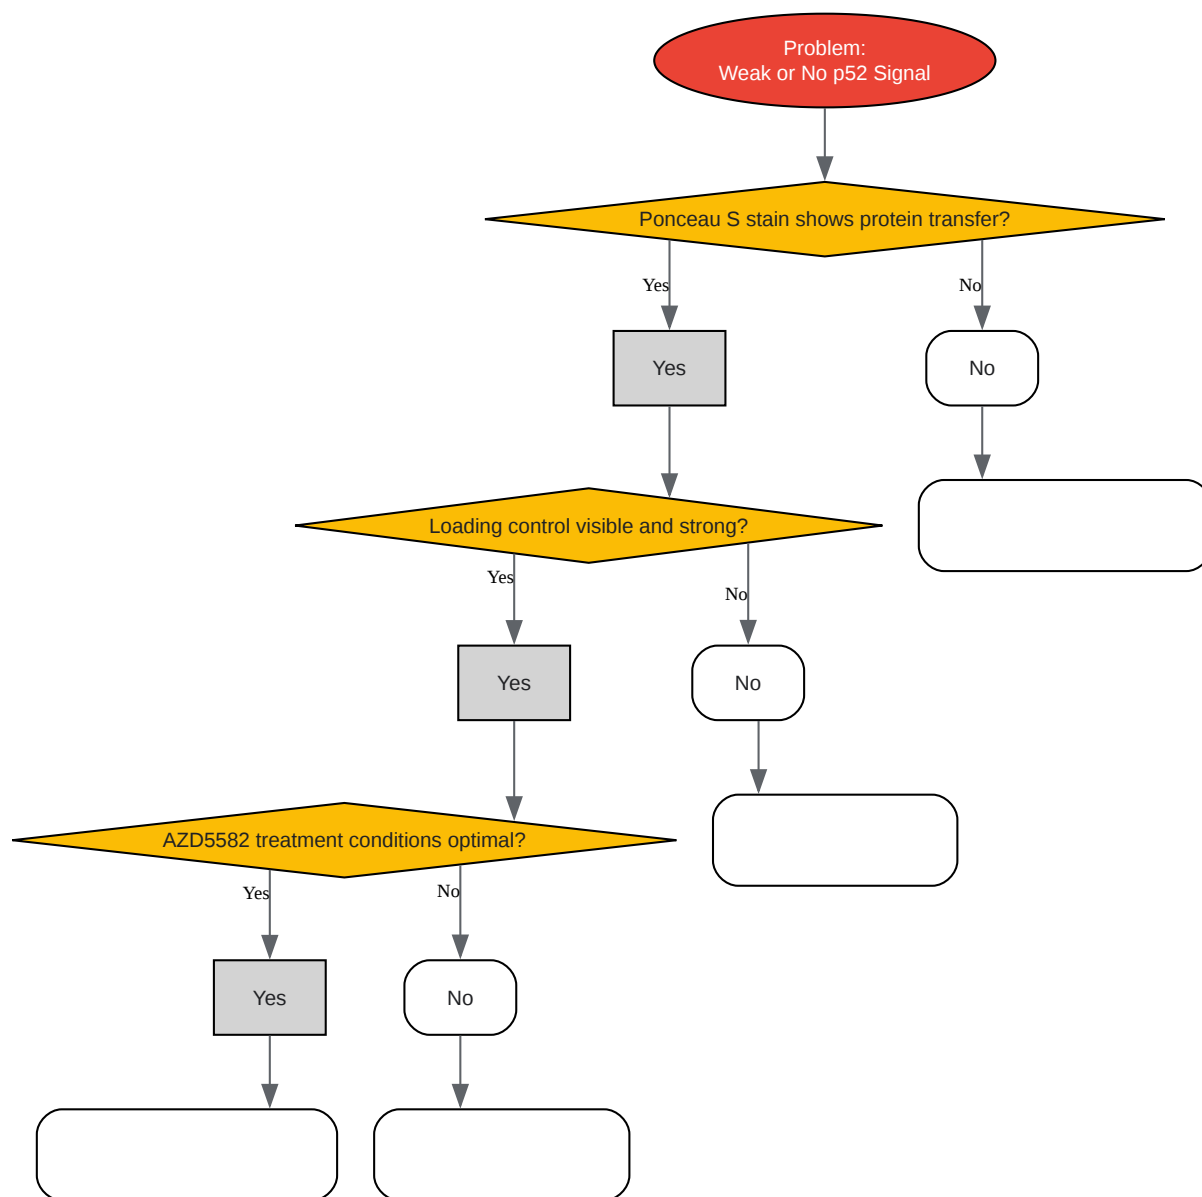 Problem:
Weak or No p52 Signal
Ponceau S stain shows protein transfer?
Yes
No
Yes
No
Loading control visible and strong?
Yes
No
Yes
No
AZD5582 treatment conditions optimal?
Yes
No
Yes
No